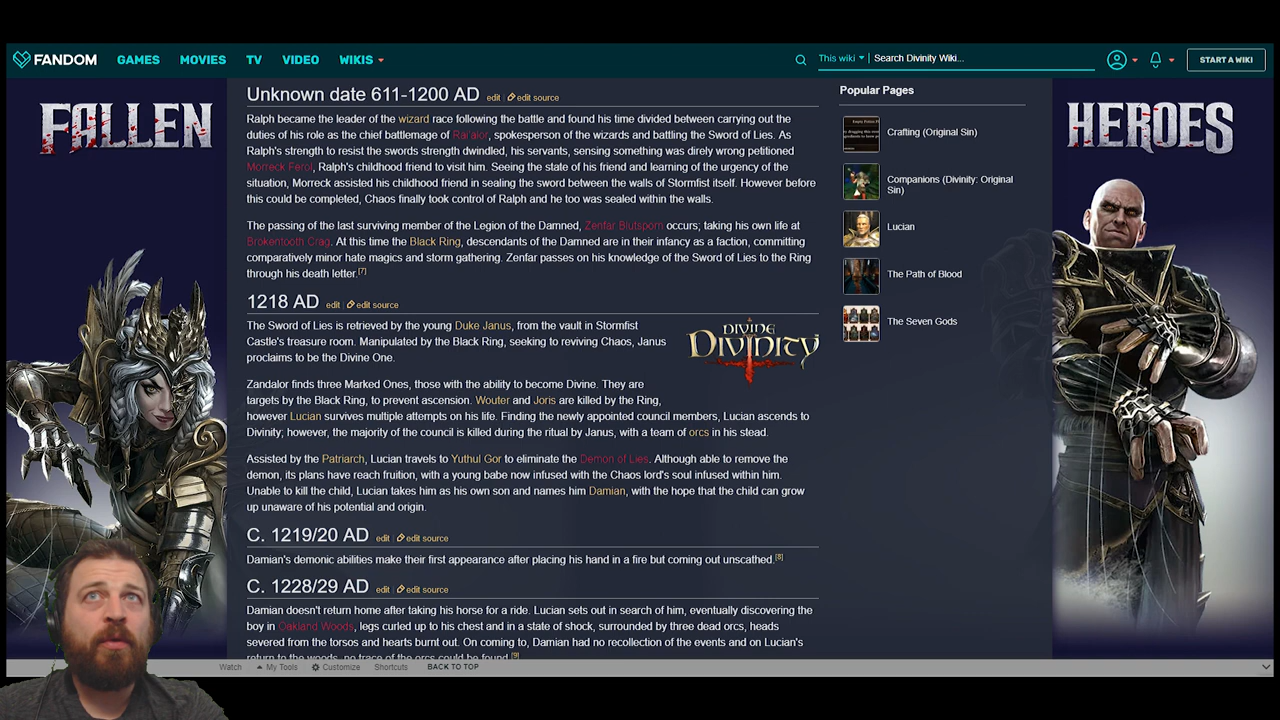 FANDOM GAMES MOVIES TV VIDEO WIKIS This wiki Search Divinity Wiki... START A WIKI
FALLEN
HEROES
Unknown date 611-1200 AD edit edit source
Ralph became the leader of the wizard race following the battle and found his time divided between carrying out the
duties of his role as the chief battlemage of Ral'alor, spokesperson of the wizards and battling the Sword of Lies. As
Ralph's strength to resist the swords strength dwindled, his servants, sensing something was direly wrong petitioned
Morreck Ferol, Ralph's childhood friend to visit him. Seeing the state of his friend and learning of the urgency of the
situation, Morreck assisted his childhood friend in sealing the sword between the walls of Stormfist itself. However before
this could be completed, Chaos finally took control of Ralph and he too was sealed within the walls.
The passing of the last surviving member of the Legion of the Damned, Zenfar Blutsporn occurs; taking his own life at
Brokentooth Crag. At this time the Black Ring, descendants of the Damned are in their infancy as a faction, committing
comparatively minor hate magics and storm gathering. Zenfar passes on his knowledge of the Sword of Lies to the Ring
through his death letter.[7]
1218 AD edit edit source
The Sword of Lies is retrieved by the young Duke Janus, from the vault in Stormfist
Castle's treasure room. Manipulated by the Black Ring, seeking to reviving Chaos, Janus
proclaims to be the Divine One.
DIVINE
DIVINITY
Zandalor finds three Marked Ones, those with the ability to become Divine. They are
targets by the Black Ring, to prevent ascension. Wouter and Joris are killed by the Ring,
however Lucian survives multiple attempts on his life. Finding the newly appointed council members, Lucian ascends to
Divinity; however, the majority of the council is killed during the ritual by Janus, with a team of orcs in his stead.
Assisted by the Patriarch, Lucian travels to Yuthul Gor to eliminate the Demon of Lies. Although able to remove the
demon, its plans have reach fruition, with a young babe now infused with the Chaos lord's soul infused within him.
Unable to kill the child, Lucian takes him as his own son and names him Damian, with the hope that the child can grow
up unaware of his potential and origin.
C. 1219/20 AD edit edit source
Damian's demonic abilities make their first appearance after placing his hand in a fire but coming out unscathed.[8]
C. 1228/29 AD edit edit source
Damian doesn't return home after taking his horse for a ride. Lucian sets out in search of him, eventually discovering the
boy in Oakland Woods, legs curled up to his chest and in a state of shock, surrounded by three dead orcs, heads
severed from the torsos and hearts burnt out. On coming to, Damian had no recollection of the events and on Lucian's
return to the woods, no trace of the orcs could be found.[9]
Popular Pages
Crafting (Original Sin)
Companions (Divinity: Original
Sin)
Lucian
The Path of Blood
The Seven Gods
Watch My Tools Customize Shortcuts BACK TO TOP